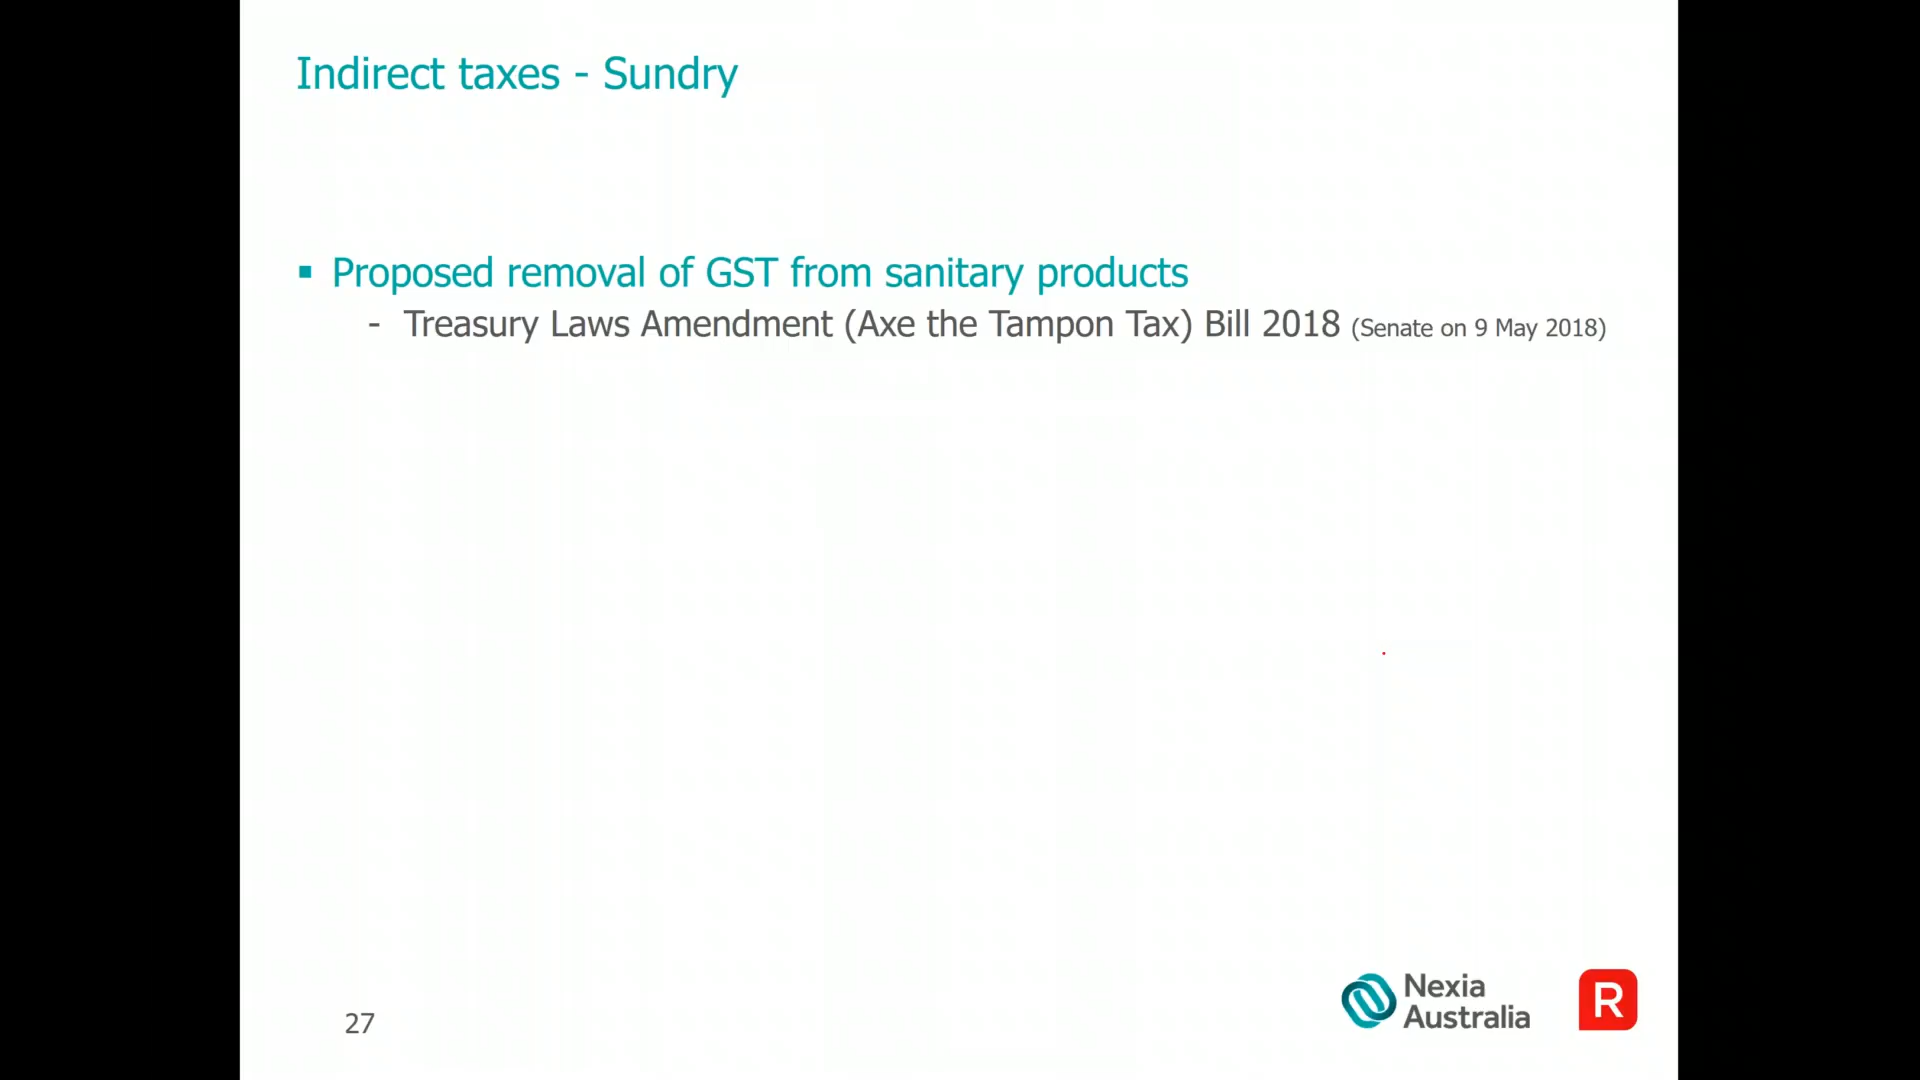 Indirect taxes - Sundry
▪ Proposed removal of GST from sanitary products
- Treasury Laws Amendment (Axe the Tampon Tax) Bill 2018 (Senate on 9 May 2018)
27
Nexia
Australia
R